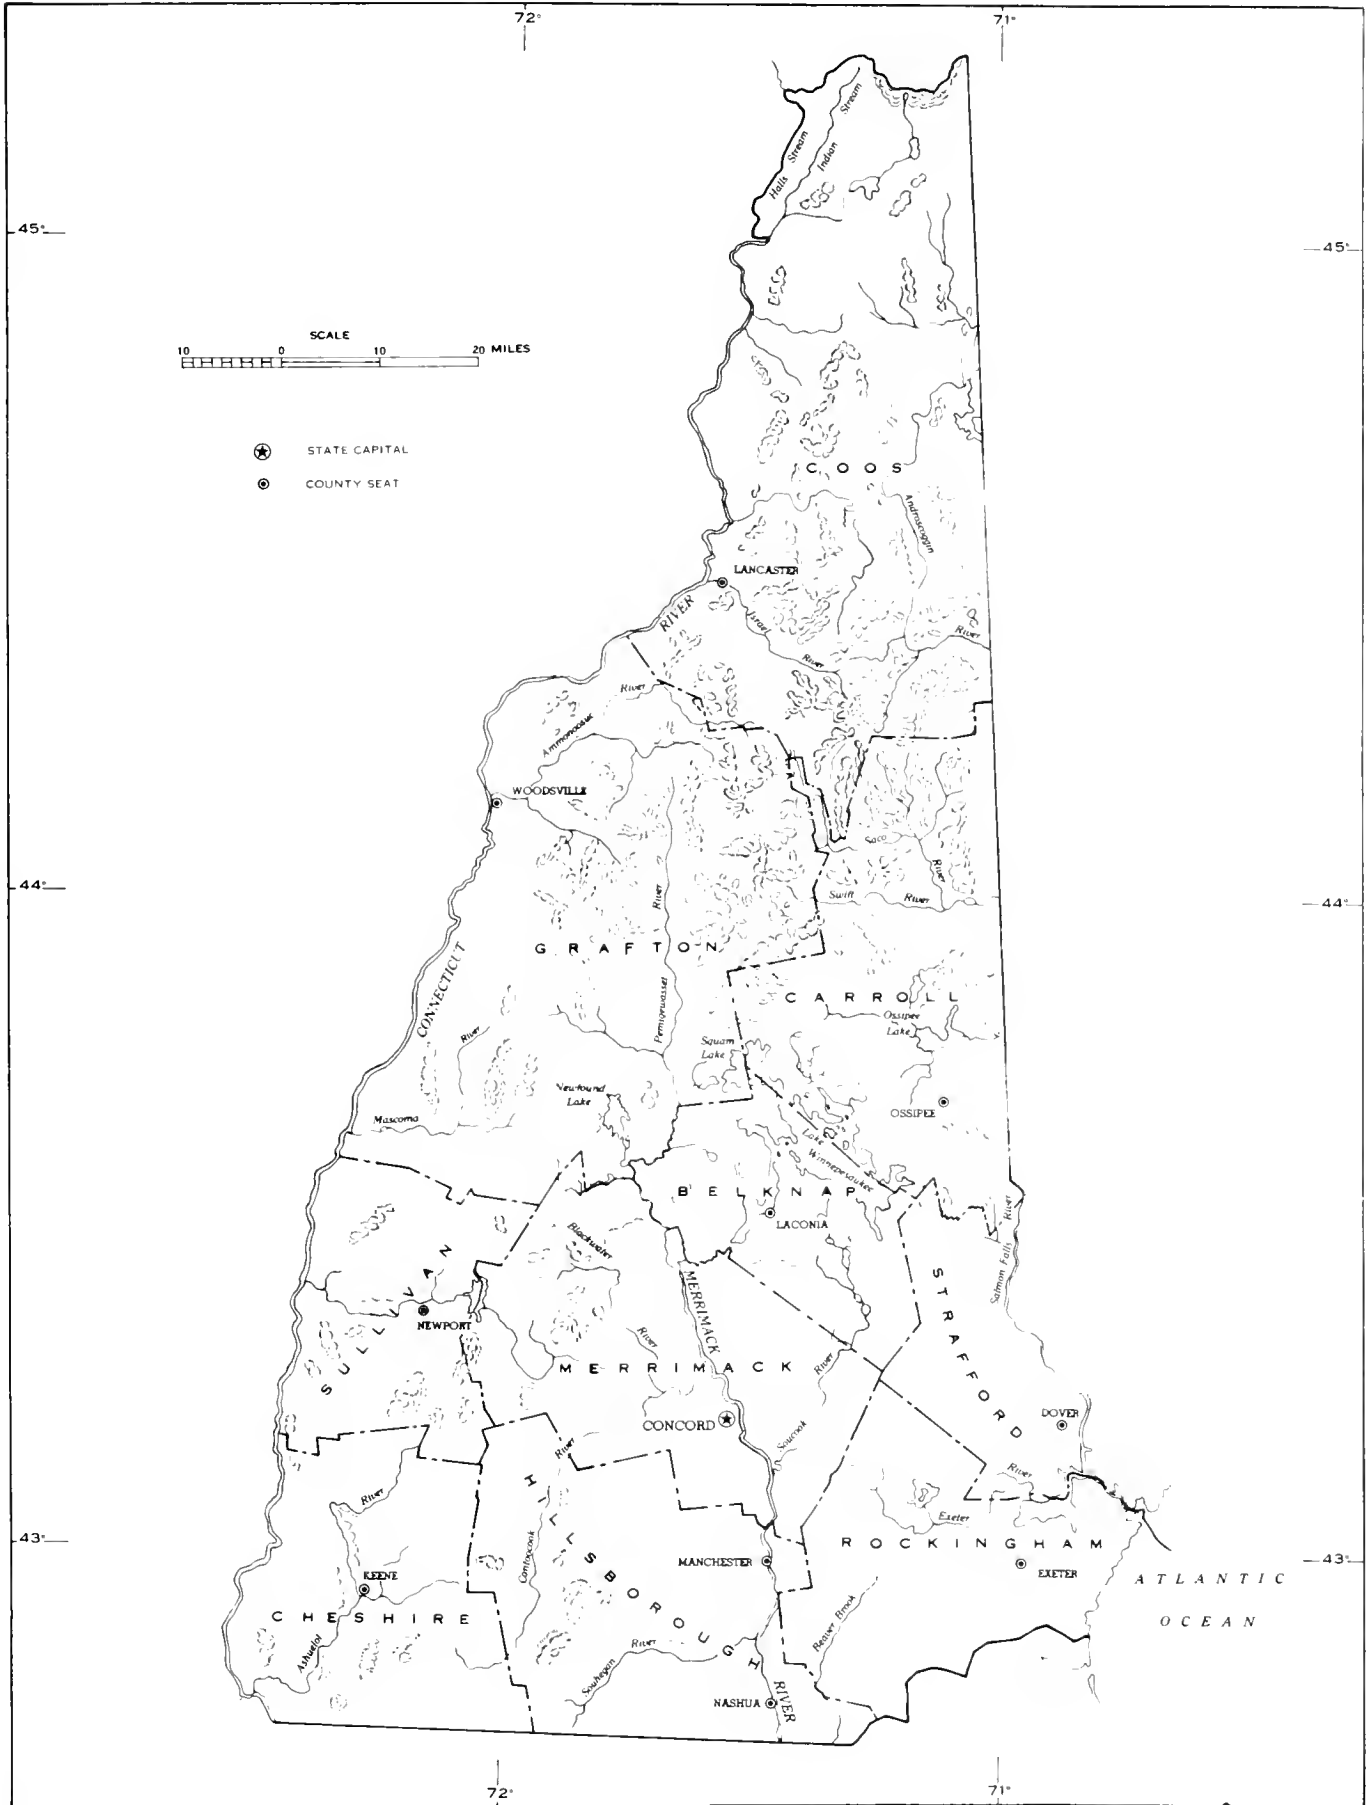 72°
71°
Halls Stream
Indian Stream
45°
45°
SCALE
10 0 10 20 MILES
STATE CAPITAL
COUNTY SEAT
COOS
Androscoggin
River
LANCASTER
Israel
River
RIVER
River
Ammonoosuc
WOODSVILLE
Saco
River
44°
44°
Swift River
River
GRAFTON
CONNECTICUT
CARROLL
Ossipee
Lake
Pemigewasset
River
Squam
Lake
Newfound
Lake
OSSIPEE
Mascoma
Lake
Winnepesaukee
BELKNAP
LACONIA
Blackwater
Salmon Falls River
SULLIVAN
STRAFFORD
MERRIMACK
NEWPORT
River
MERRIMACK
River
CONCORD
DOVER
Soucook
River
River
River
HILLSBOROUGH
Exeter
ROCKINGHAM
43°
43°
Contoocook
MANCHESTER
EXETER
KEENE
ATLANTIC
OCEAN
CHESHIRE
Beaver Brook
Ashuelot
River
Souhegan
NASHUA
RIVER
72°
71°